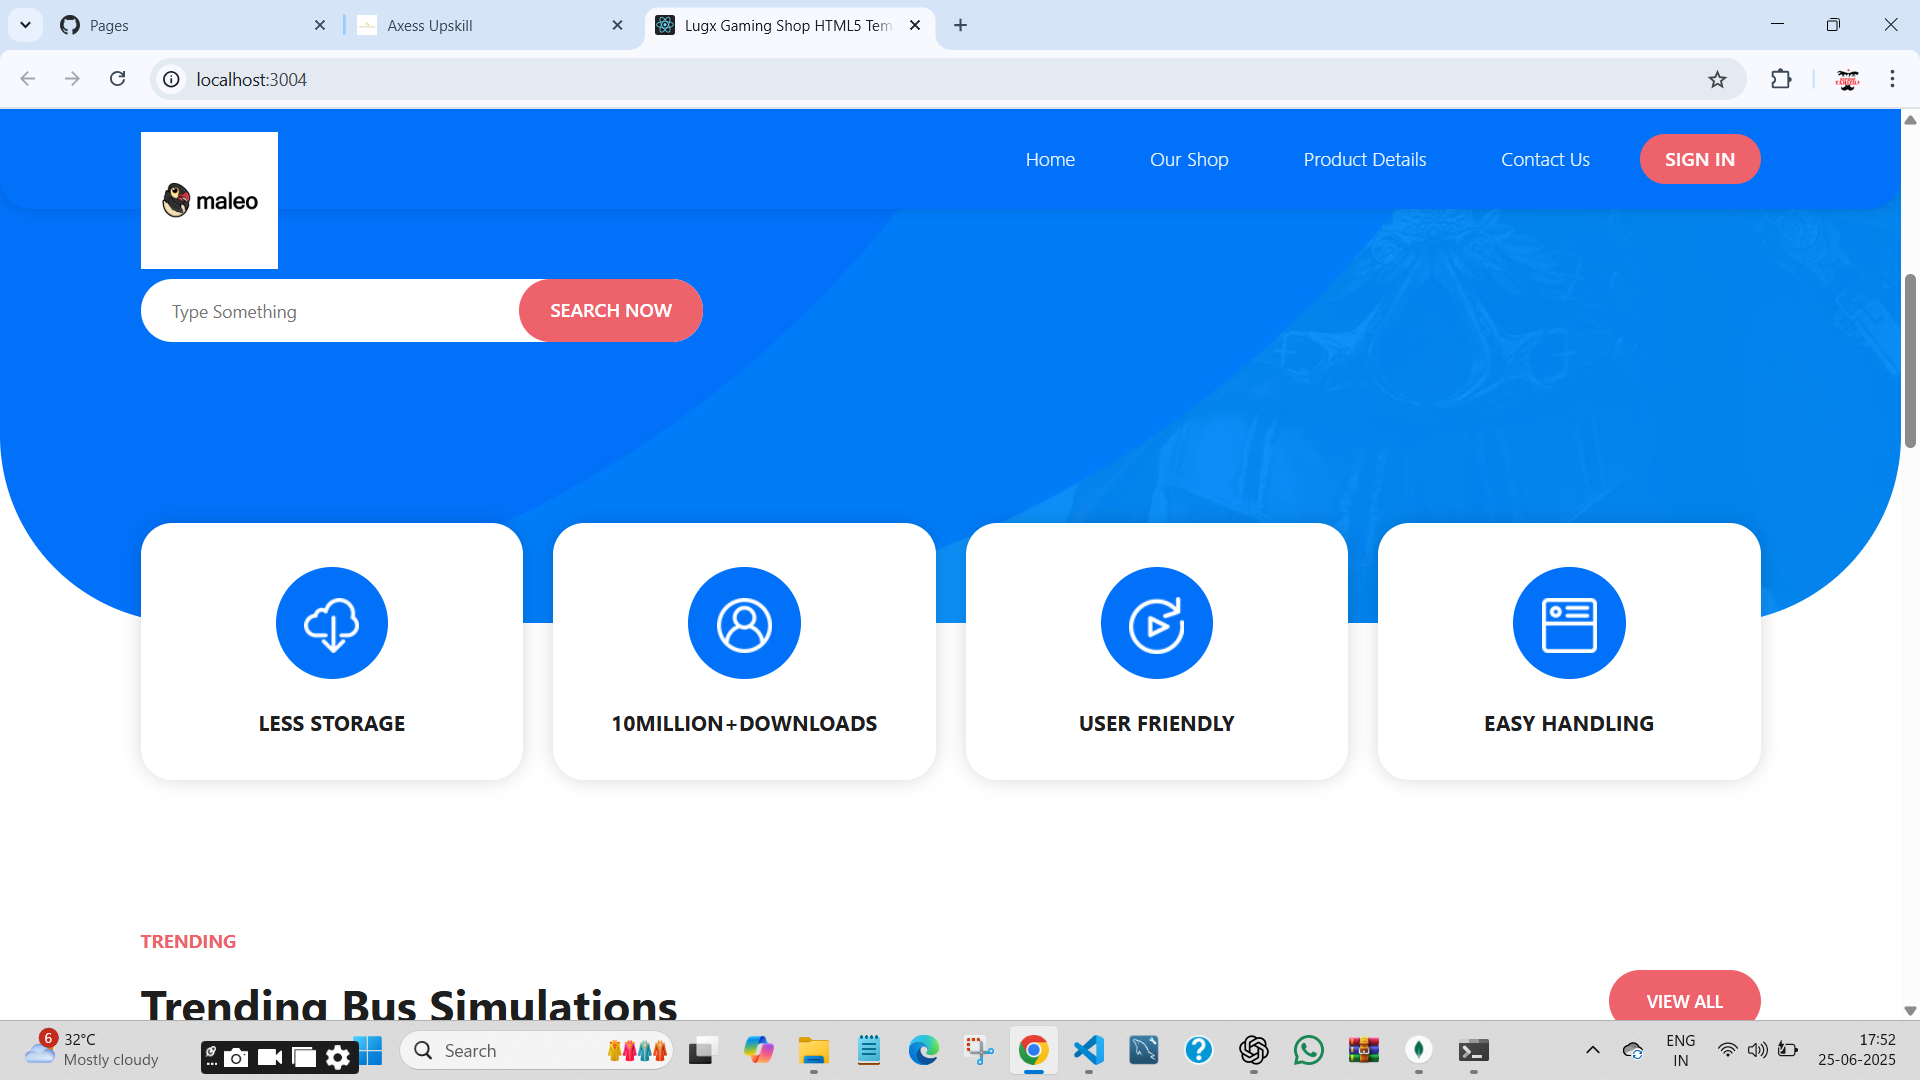 Pages
Axess Upskill
Lugx Gaming Shop HTML5 Tem
localhost:3004
maleo
Home
Our Shop
Product Details
Contact Us
SIGN IN
Type Something
SEARCH NOW
LESS STORAGE
10MILLION+DOWNLOADS
USER FRIENDLY
EASY HANDLING
TRENDING
Trending Bus Simulations
VIEW ALL
6
32°C
Mostly cloudy
Search
ENG
IN
17:52
25-06-2025